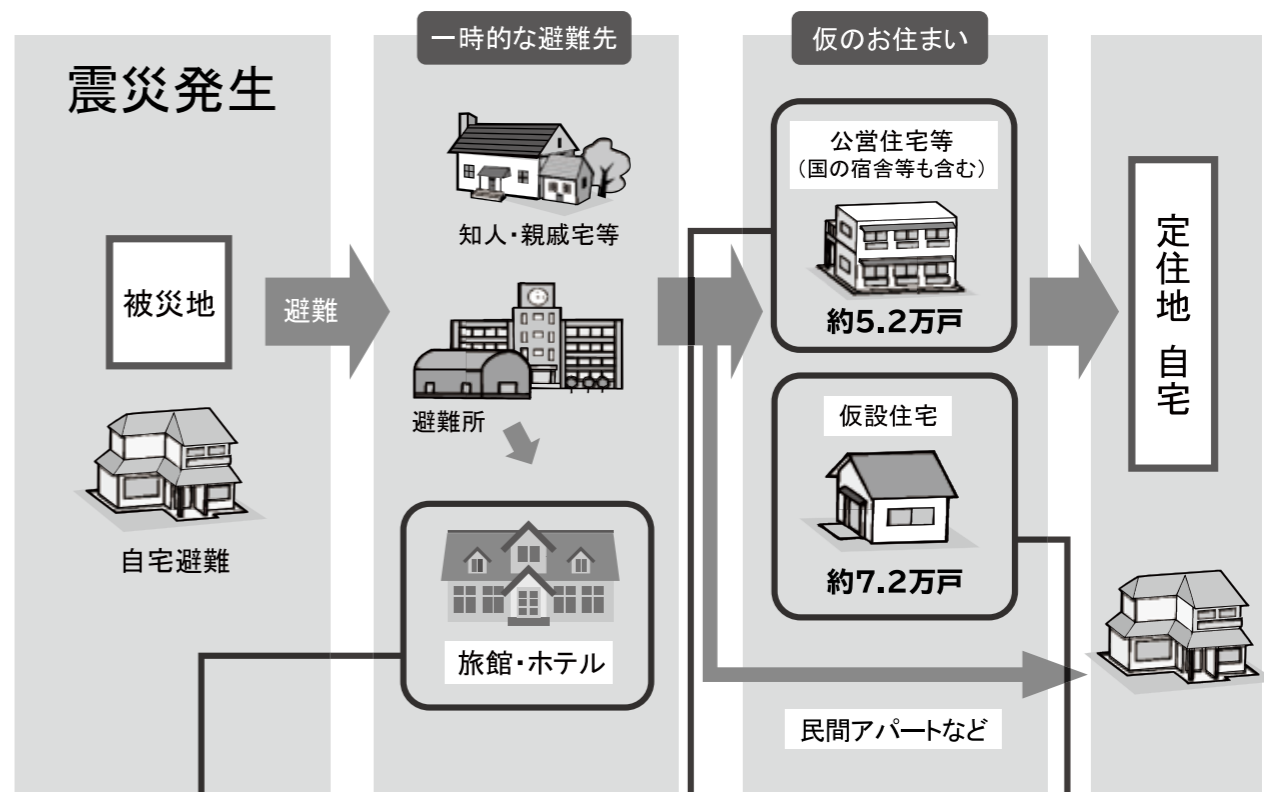 震災発生
被災地
自宅避難
避難
一時的な避難先
知人・親戚宅等
避難所
旅館・ホテル
仮のお住まい
公営住宅等
（国の宿舎等も含む）
約5.2万戸
仮設住宅
約7.2万戸
民間アパートなど
定住地 自宅